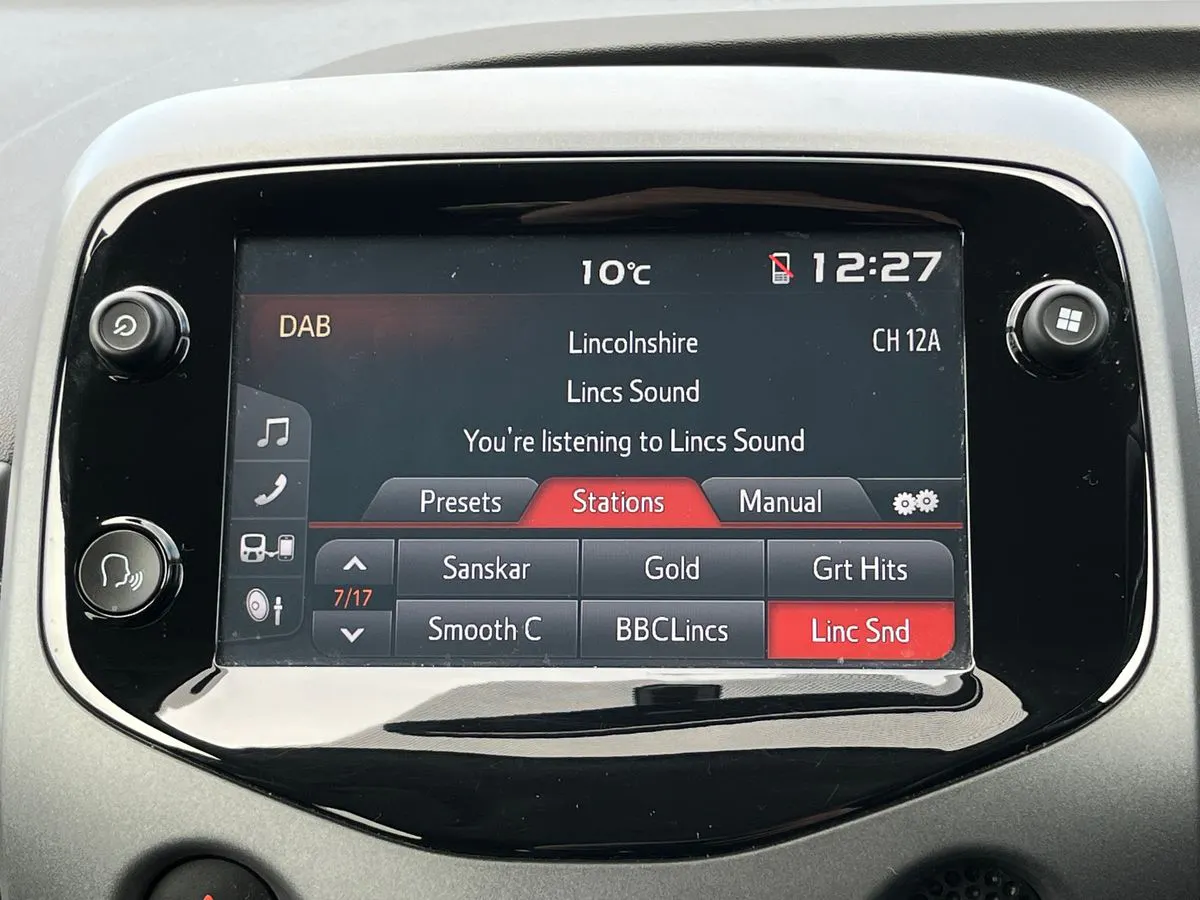 10°C 12:27
DAB
Lincolnshire CH 12A
Lincs Sound
You're listening to Lincs Sound
Presets Stations Manual
Sanskar Gold Grt Hits
7/17
Smooth C BBCLincs Linc Snd